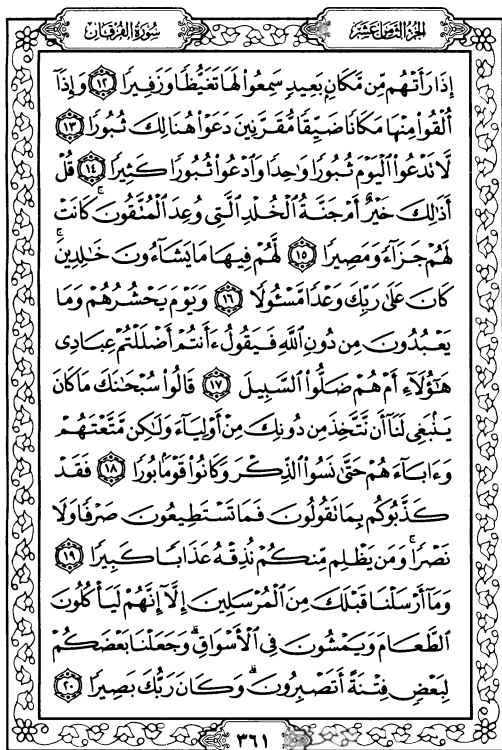 الجزء الثامن عشر
سورة الفرقان
إِذَا رَأَتْهُم مِّن مَّكَانٍۭ بَعِيدٍ سَمِعُوا۟ لَهَا تَغَيُّظًا وَزَفِيرًا ١٢ وَإِذَآ
أُلْقُوا۟ مِنْهَا مَكَانًا ضَيِّقًا مُّقَرَّنِينَ دَعَوْا۟ هُنَالِكَ ثُبُورًا ١٣
لَّا تَدْعُوا۟ ٱلْيَوْمَ ثُبُورًا وَٰحِدًا وَٱدْعُوا۟ ثُبُورًا كَثِيرًا ١٤ قُلْ
أَذَٰلِكَ خَيْرٌ أَمْ جَنَّةُ ٱلْخُلْدِ ٱلَّتِى وُعِدَ ٱلْمُتَّقُونَ ۚ كَانَتْ
لَهُمْ جَزَآءً وَمَصِيرًا ١٥ لَّهُمْ فِيهَا مَا يَشَآءُونَ خَٰلِدِينَ ۚ
كَانَ عَلَىٰ رَبِّكَ وَعْدًا مَّسْـُٔولًا ١٦ وَيَوْمَ يَحْشُرُهُمْ وَمَا
يَعْبُدُونَ مِن دُونِ ٱللَّهِ فَيَقُولُ ءَأَنتُمْ أَضْلَلْتُمْ عِبَادِى
هَٰٓؤُلَآءِ أَمْ هُمْ ضَلُّوا۟ ٱلسَّبِيلَ ١٧ قَالُوا۟ سُبْحَٰنَكَ مَا كَانَ
يَنۢبَغِى لَنَآ أَن نَّتَّخِذَ مِن دُونِكَ مِنْ أَوْلِيَآءَ وَلَٰكِن مَّتَّعْتَهُمْ
وَءَابَآءَهُمْ حَتَّىٰ نَسُوا۟ ٱلذِّكْرَ وَكَانُوا۟ قَوْمًۢا بُورًا ١٨ فَقَدْ
كَذَّبُوكُم بِمَا تَقُولُونَ فَمَا تَسْتَطِيعُونَ صَرْفًا وَلَا
نَصْرًا ۚ وَمَن يَظْلِم مِّنكُمْ نُذِقْهُ عَذَابًا كَبِيرًا ١٩
وَمَآ أَرْسَلْنَا قَبْلَكَ مِنَ ٱلْمُرْسَلِينَ إِلَّآ إِنَّهُمْ لَيَأْكُلُونَ
ٱلطَّعَامَ وَيَمْشُونَ فِى ٱلْأَسْوَاقِ ۗ وَجَعَلْنَا بَعْضَكُمْ
لِبَعْضٍ فِتْنَةً أَتَصْبِرُونَ ۗ وَكَانَ رَبُّكَ بَصِيرًا ٢٠
٣٦١